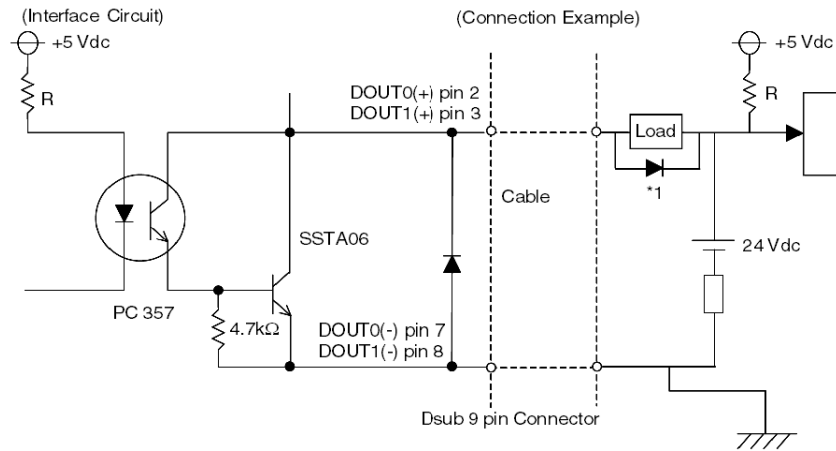 (Interface Circuit)
(Connection Example)
+5 Vdc
+5 Vdc
R
DOUT0(+) pin 2
DOUT1(+) pin 3
R
Load
*1
Cable
SSTA06
24 Vdc
PC 357
4.7kΩ
DOUT0(-) pin 7
DOUT1(-) pin 8
Dsub 9 pin Connector